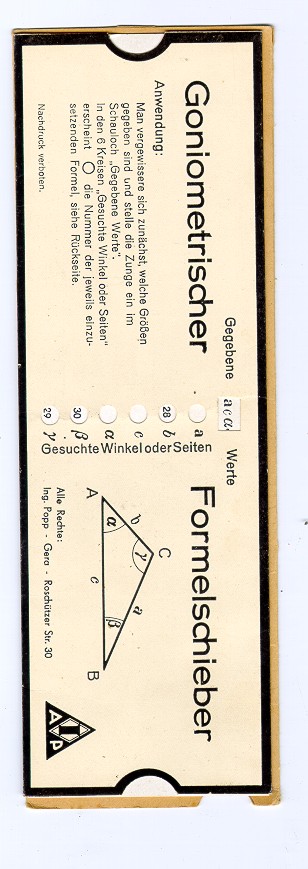 Goniometrischer Formelschieber
Gegebene a c α Werte
Anwendung:
Man vergewissere sich zunächst, welche Größen
gegeben sind und stelle die Zunge ein im
Schauloch „Gegebene Werte“.
In den 6 Kreisen „Gesuchte Winkel oder Seiten“
erscheint ○ die Nummer der jeweils einzu-
setzenden Formel, siehe Rückseite.
Nachdruck verboten.
a
28 b
c
α
30 β
29 γ
Gesuchte Winkel oder Seiten
C
b γ a
A α c β B
Alle Rechte:
Ing. Popp - Gera - Roschützer Str. 30
A I P